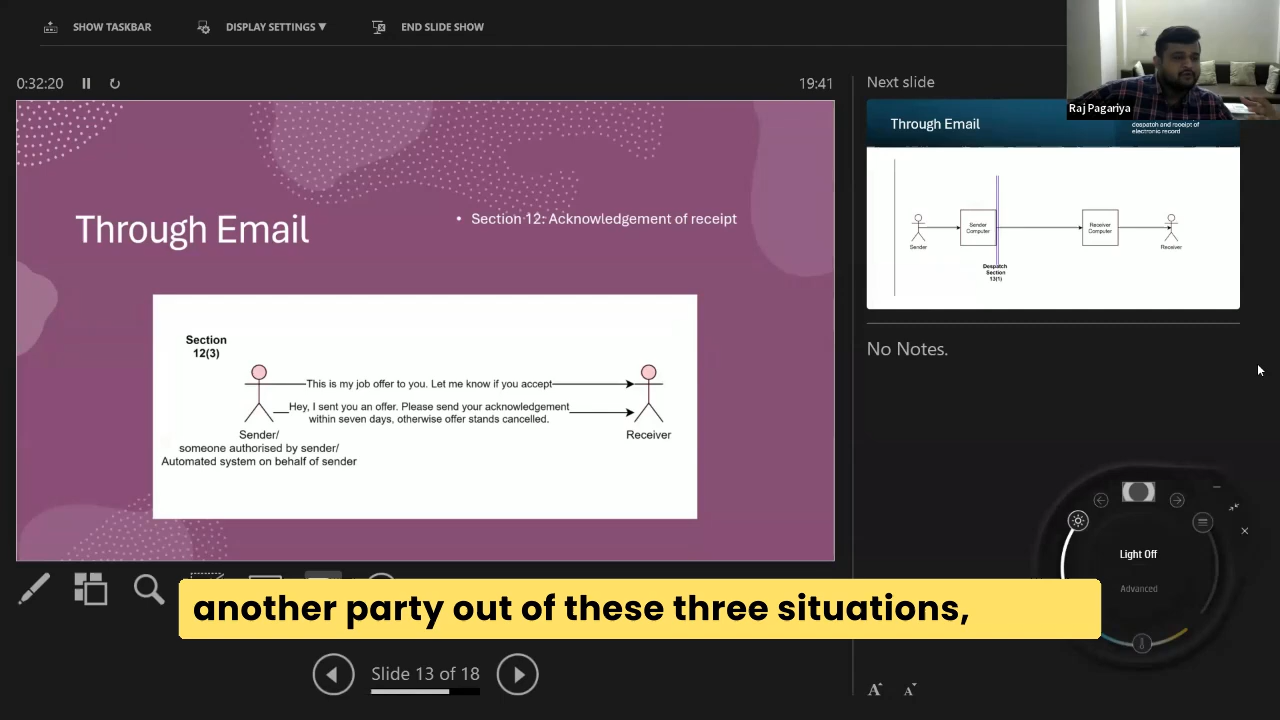 SHOW TASKBAR
DISPLAY SETTINGS ▼
END SLIDE SHOW
0:32:20
19:41
Next slide
Raj Pagariya
Through Email
despatch and receipt of
electronic record
Sender
Computer
Receiver
Computer
Sender
Receiver
Despatch
Section
13(1)
Through Email
• Section 12: Acknowledgement of receipt
Section
12(3)
This is my job offer to you. Let me know if you accept
Hey, I sent you an offer. Please send your acknowledgement
within seven days, otherwise offer stands cancelled.
Sender/
someone authorised by sender/
Automated system on behalf of sender
Receiver
No Notes.
Light Off
Advanced
another party out of these three situations,
Slide 13 of 18
A A